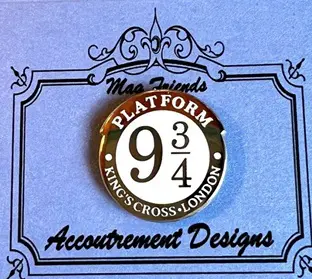 Mag Friends
PLATFORM
9 3/4
• KING'S CROSS • LONDON •
Accoutrement Designs